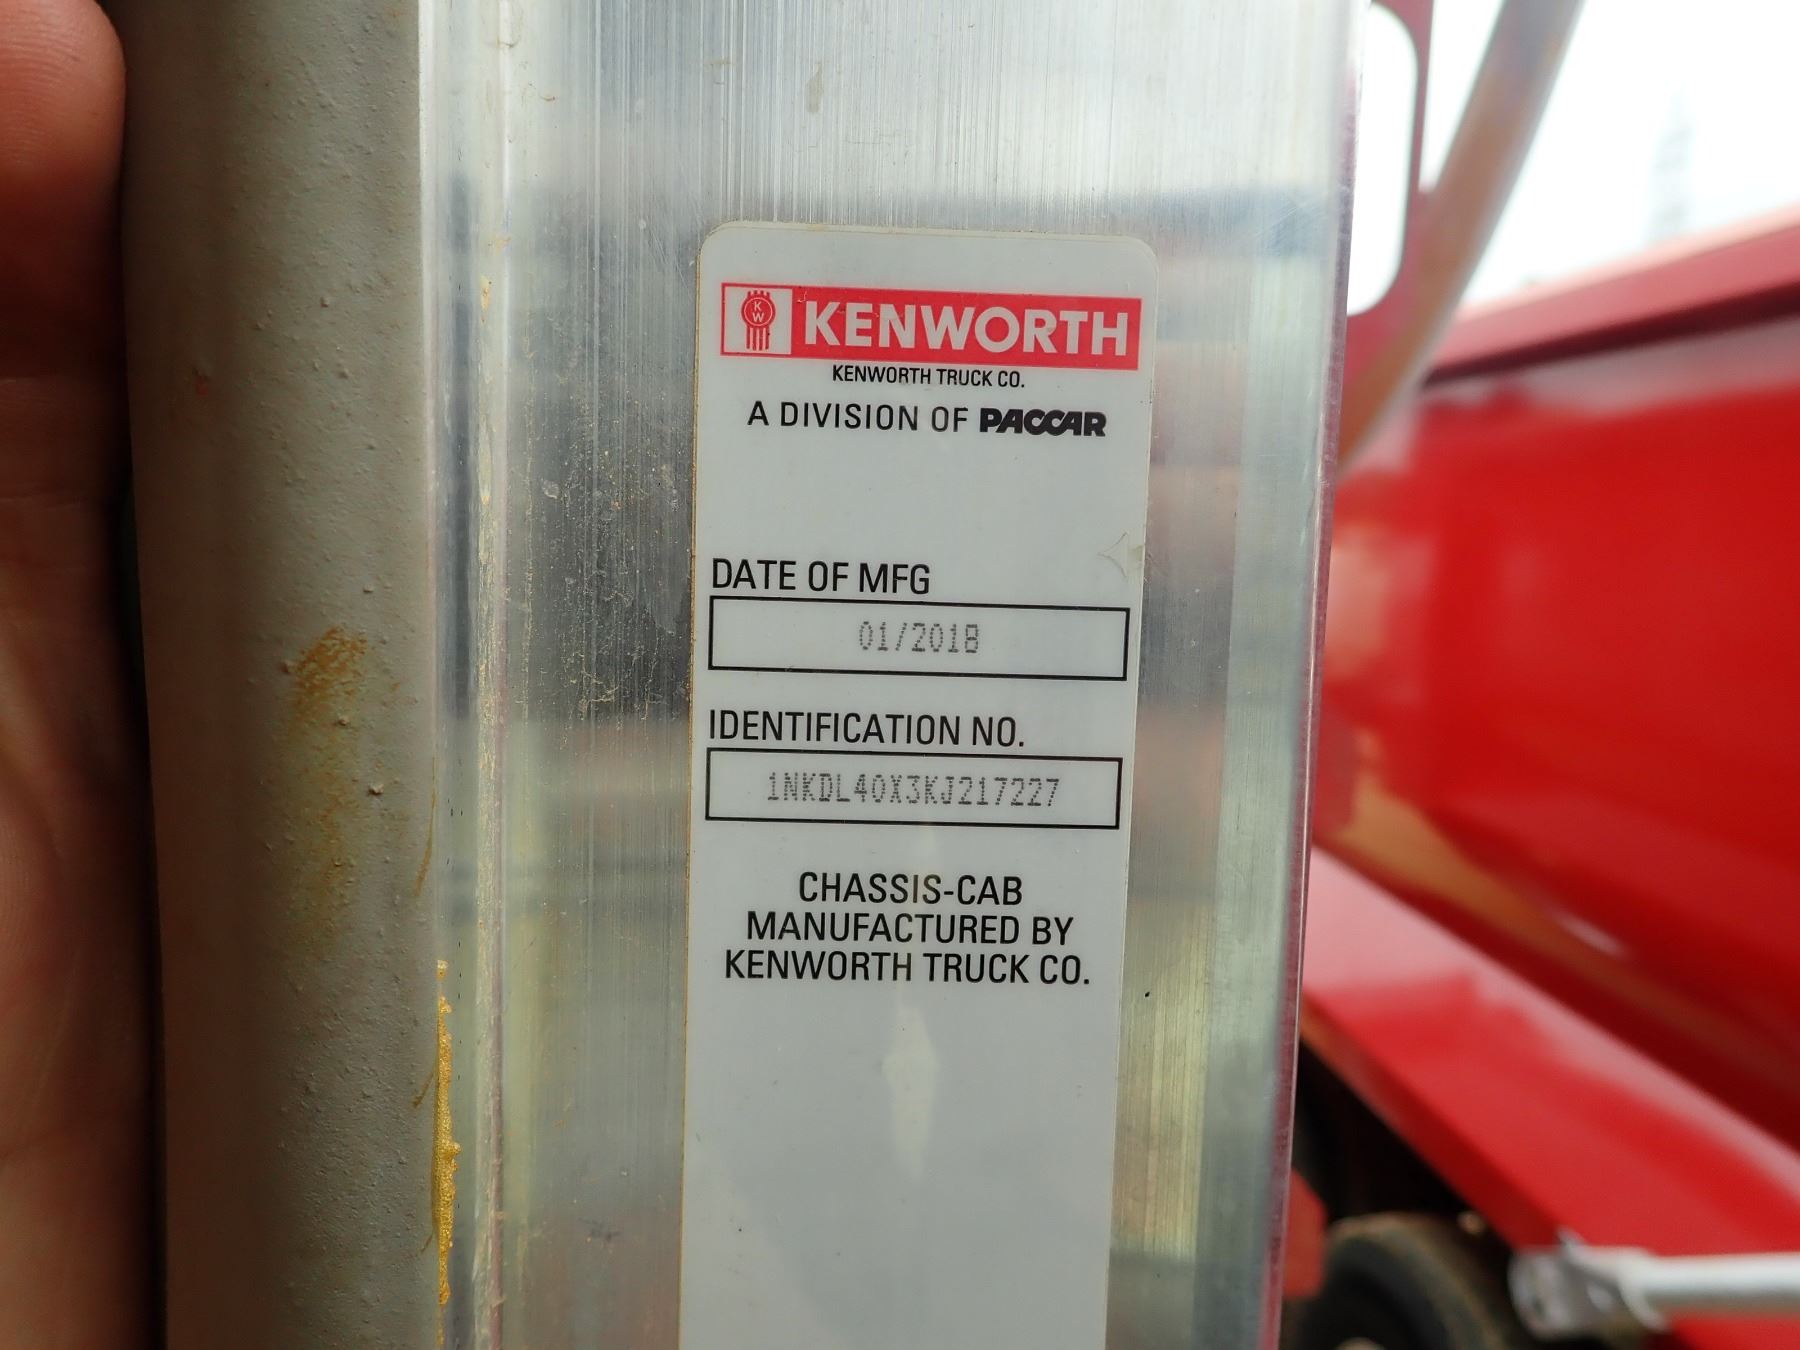 KW KENWORTH
KENWORTH TRUCK CO.
A DIVISION OF PACCAR
DATE OF MFG
01/2018
IDENTIFICATION NO.
1NKDL40X3KJ217227
CHASSIS-CAB
MANUFACTURED BY
KENWORTH TRUCK CO.